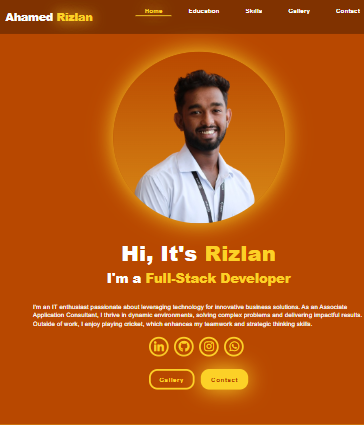 Ahamed Rizlan
Home Education Skills Gallery Contact
Hi, It's Rizlan
I'm a Full-Stack Developer
I'm an IT enthusiast passionate about leveraging technology for innovative business solutions. As an Associate
Application Consultant, I thrive in dynamic environments, solving complex problems and delivering impactful results.
Outside of work, I enjoy playing cricket, which enhances my teamwork and strategic thinking skills.
in
Gallery Contact